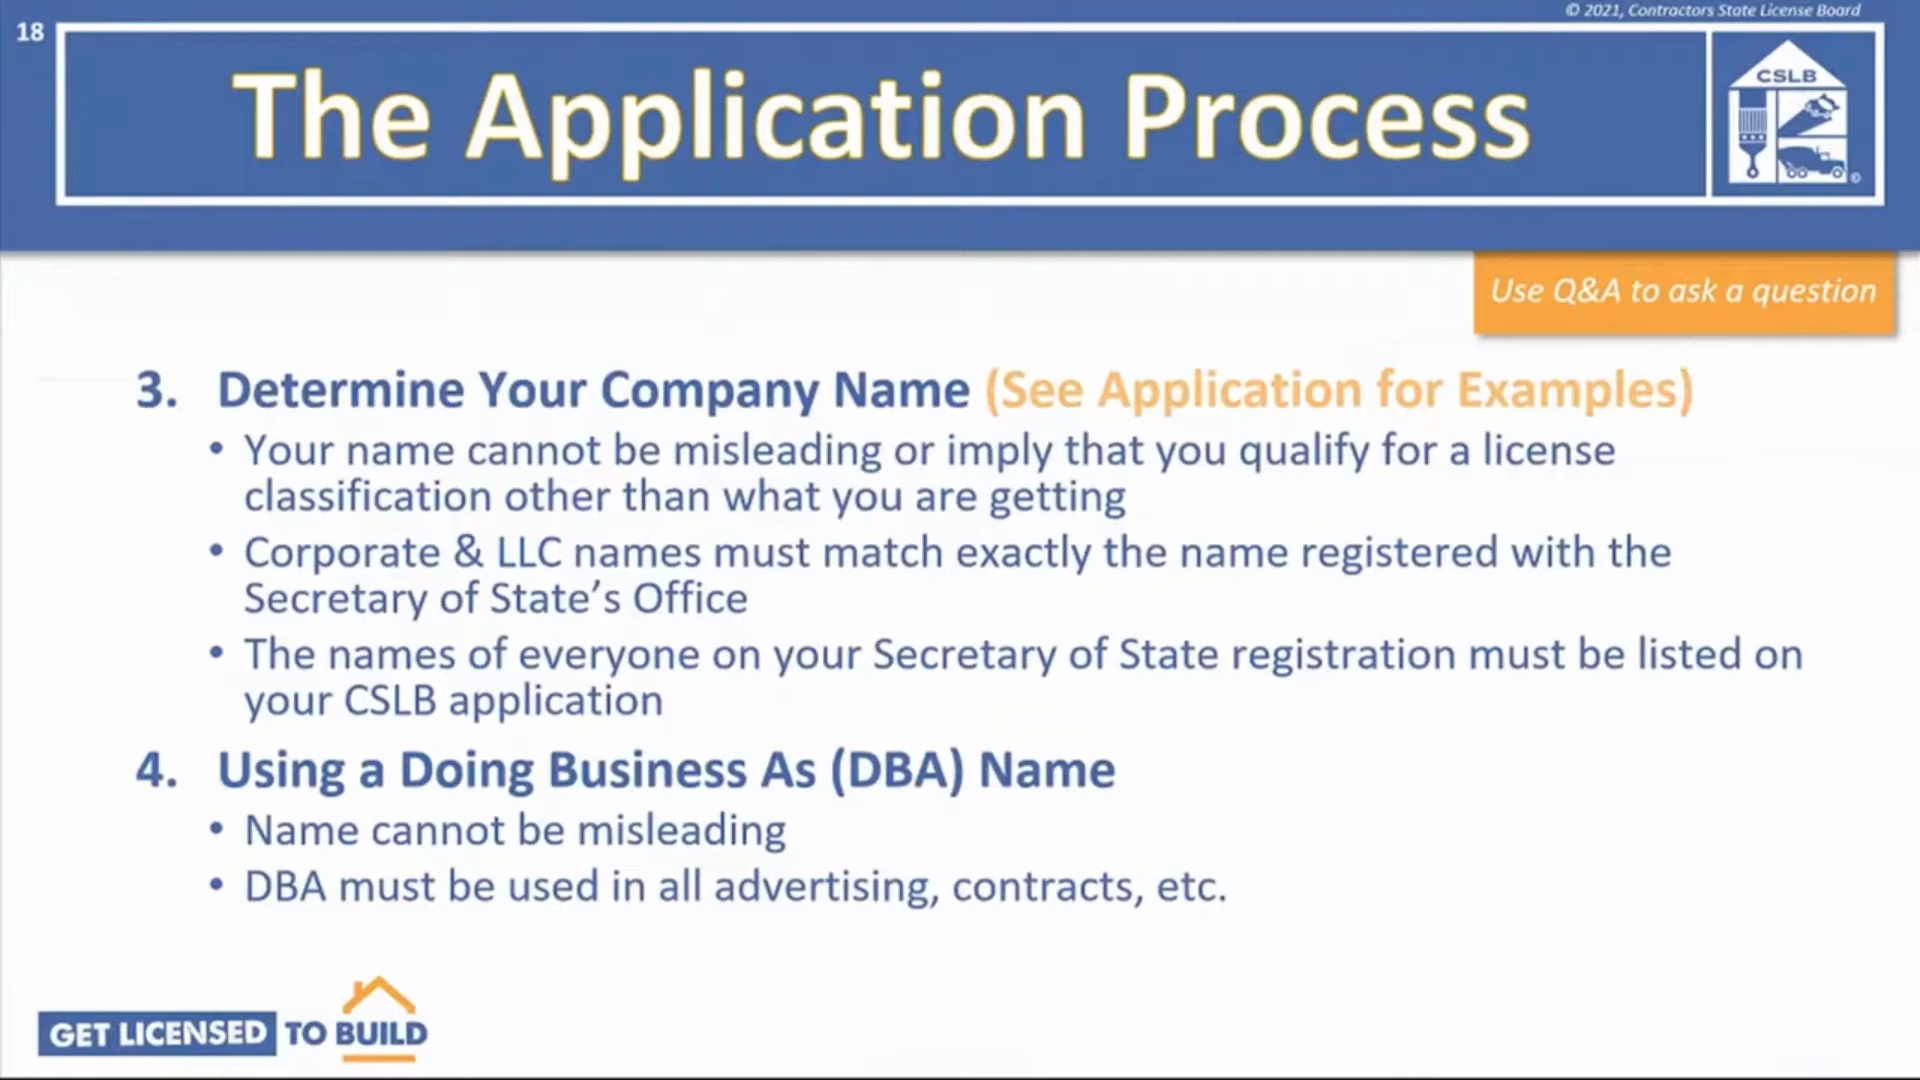 © 2021, Contractors State License Board
18
The Application Process
CSLB
©
Use Q&A to ask a question
3. Determine Your Company Name (See Application for Examples)
• Your name cannot be misleading or imply that you qualify for a license
classification other than what you are getting
• Corporate & LLC names must match exactly the name registered with the
Secretary of State’s Office
• The names of everyone on your Secretary of State registration must be listed on
your CSLB application
4. Using a Doing Business As (DBA) Name
• Name cannot be misleading
• DBA must be used in all advertising, contracts, etc.
GET LICENSED TO BUILD